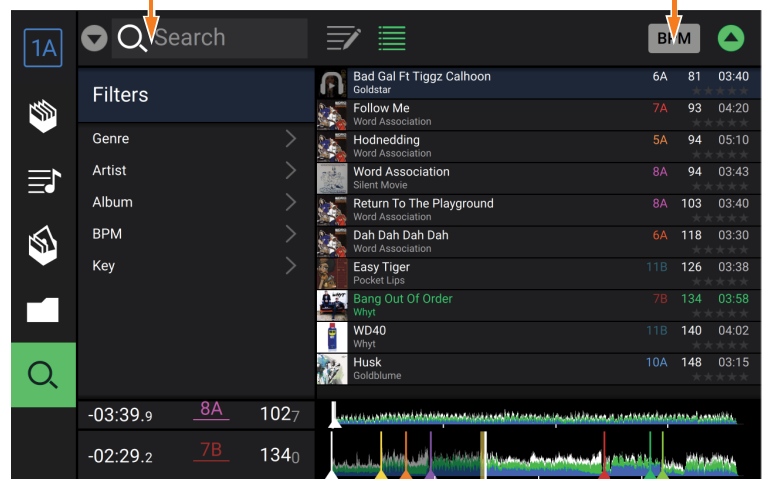 1A
Search
BPM
Filters
Genre
Artist
Album
BPM
Key
Bad Gal Ft Tiggz Calhoon 6A 81 03:40
Goldstar
Follow Me 7A 93 04:20
Word Association
Hodnedding 5A 94 05:10
Word Association
Word Association 8A 94 03:43
Silent Movie
Return To The Playground 8A 103 03:40
Word Association
Dah Dah Dah Dah 6A 118 03:30
Word Association
Easy Tiger 11B 126 03:38
Pocket Lips
Bang Out Of Order 7B 134 03:58
Whyt
WD40 11B 140 04:02
Whyt
Husk 10A 148 03:15
Goldblume
-03:39.9 8A 1027
-02:29.2 7B 1340